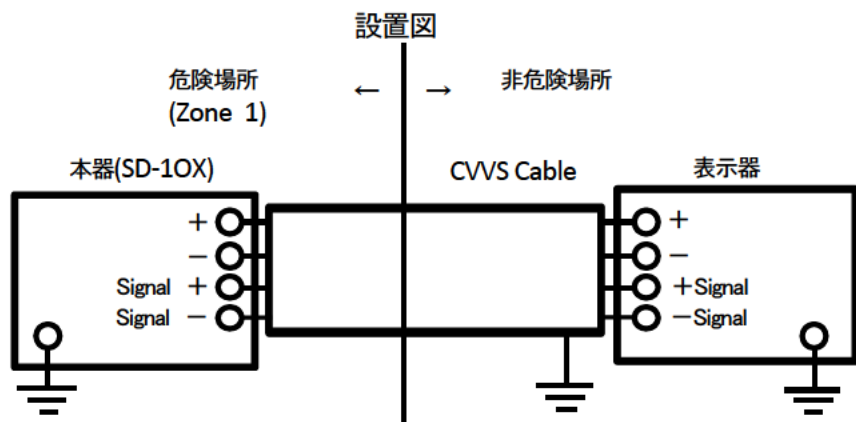 設置図
危険場所
(Zone 1)
← →
非危険場所
本器(SD-1OX)
CVVS Cable
表示器
+
−
Signal +
Signal −
+
−
+Signal
−Signal